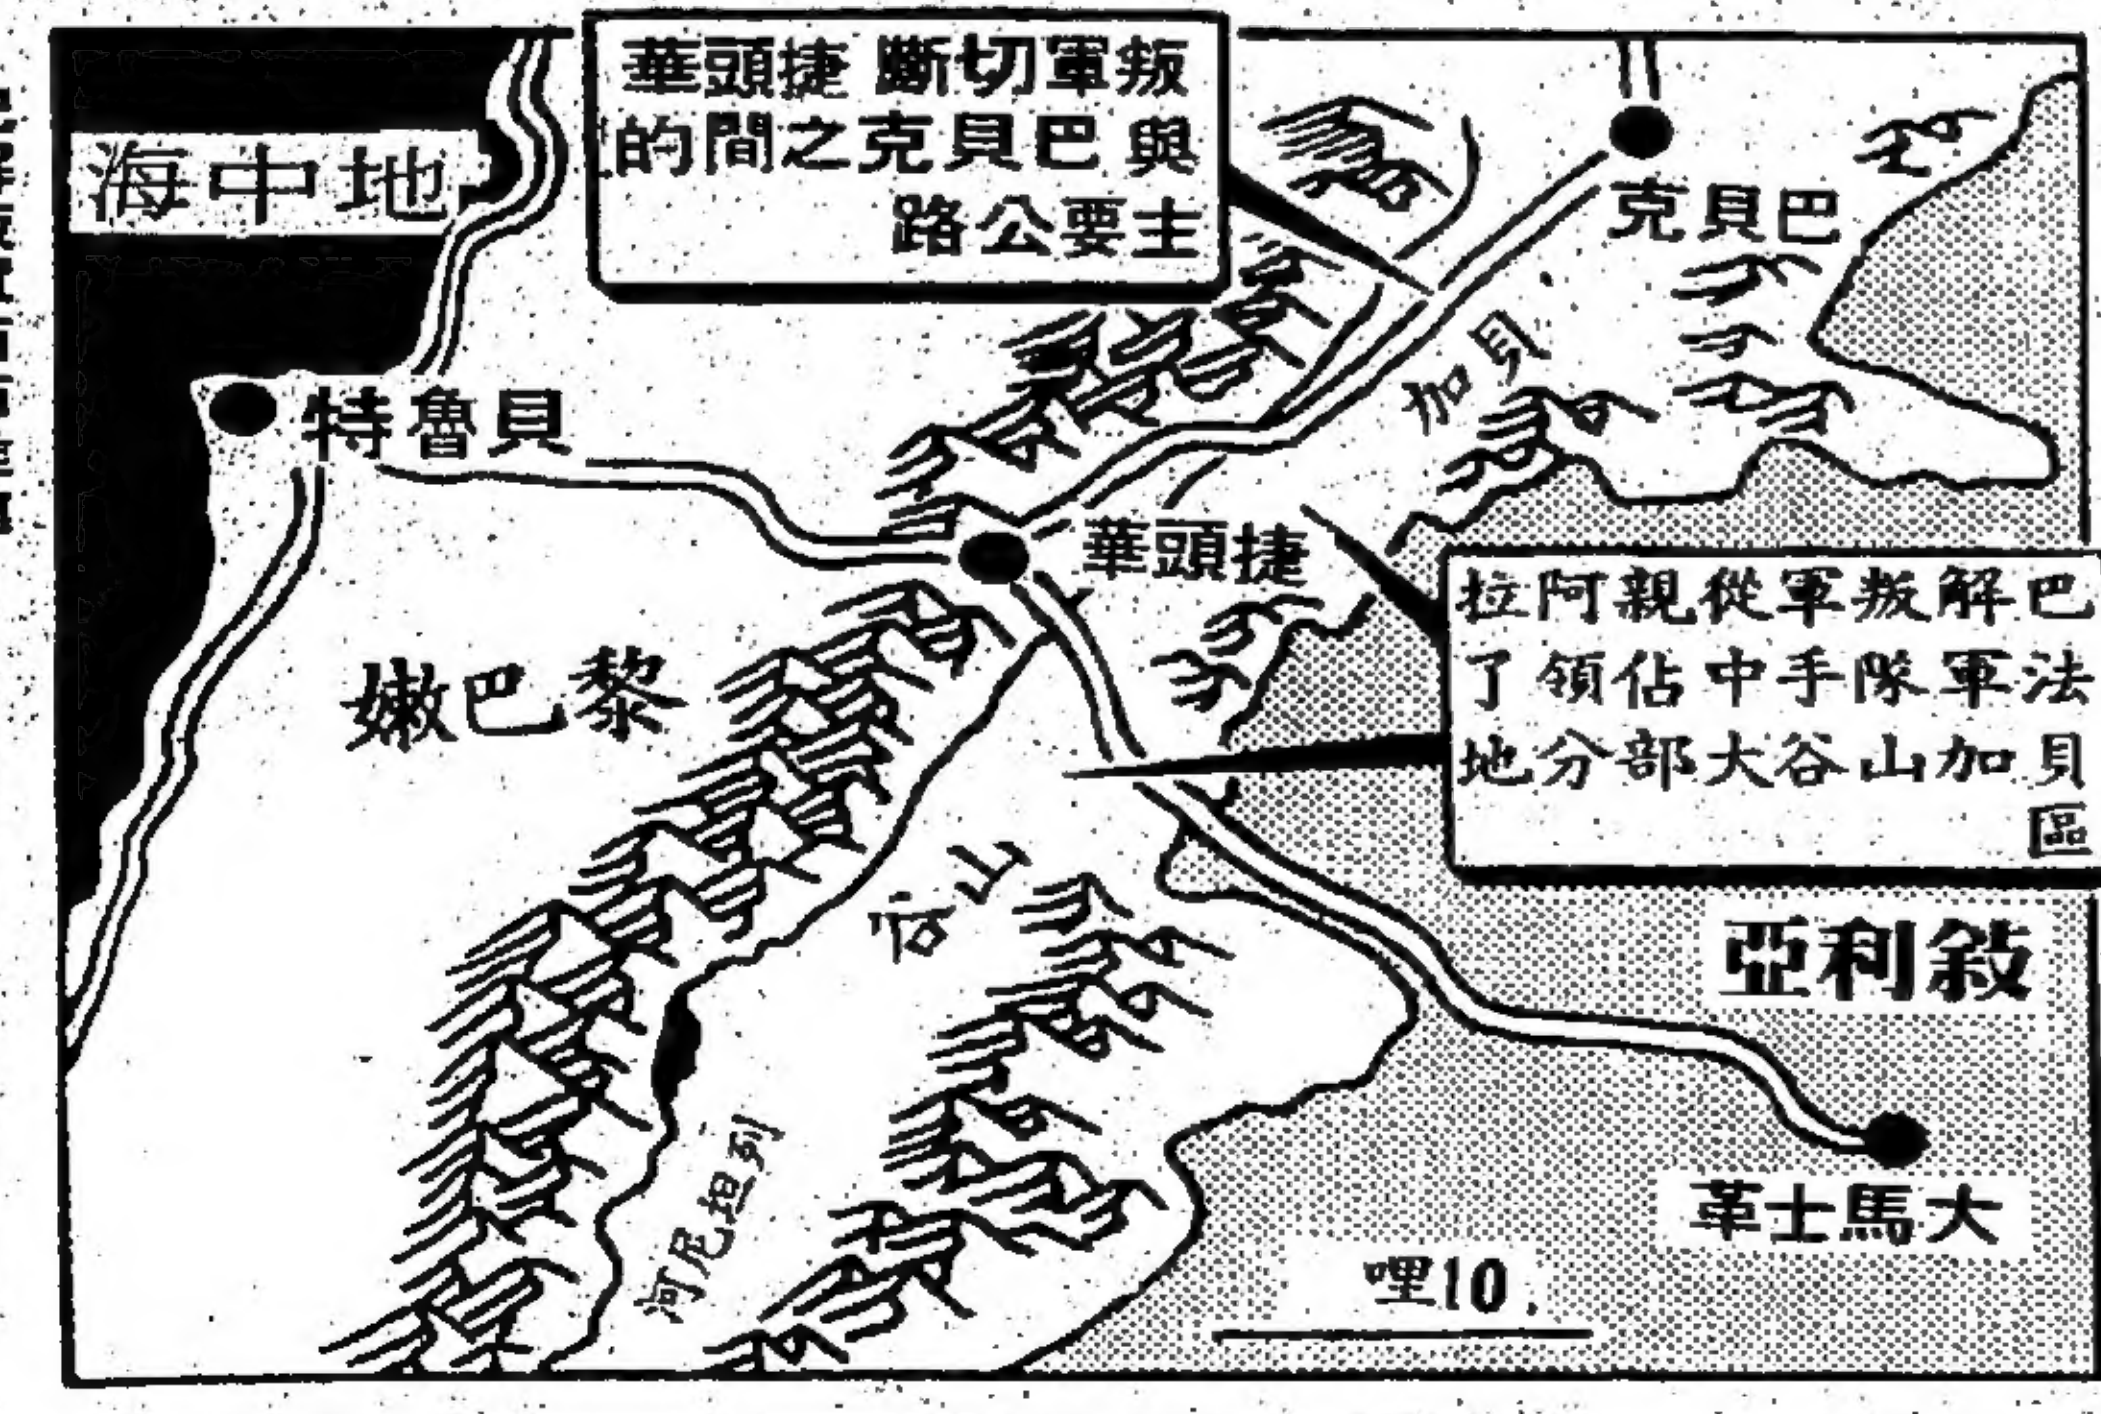 叛軍切斷 捷頭華
與 巴貝克之間的
主要公路
地中海
巴貝克
貝魯特
貝加
捷頭華
巴解叛軍從親阿拉
法軍隊手中佔領了
貝加山谷大部分地
區
黎巴嫩
山谷
敍利亞
列坦尼河
大馬士革
10哩